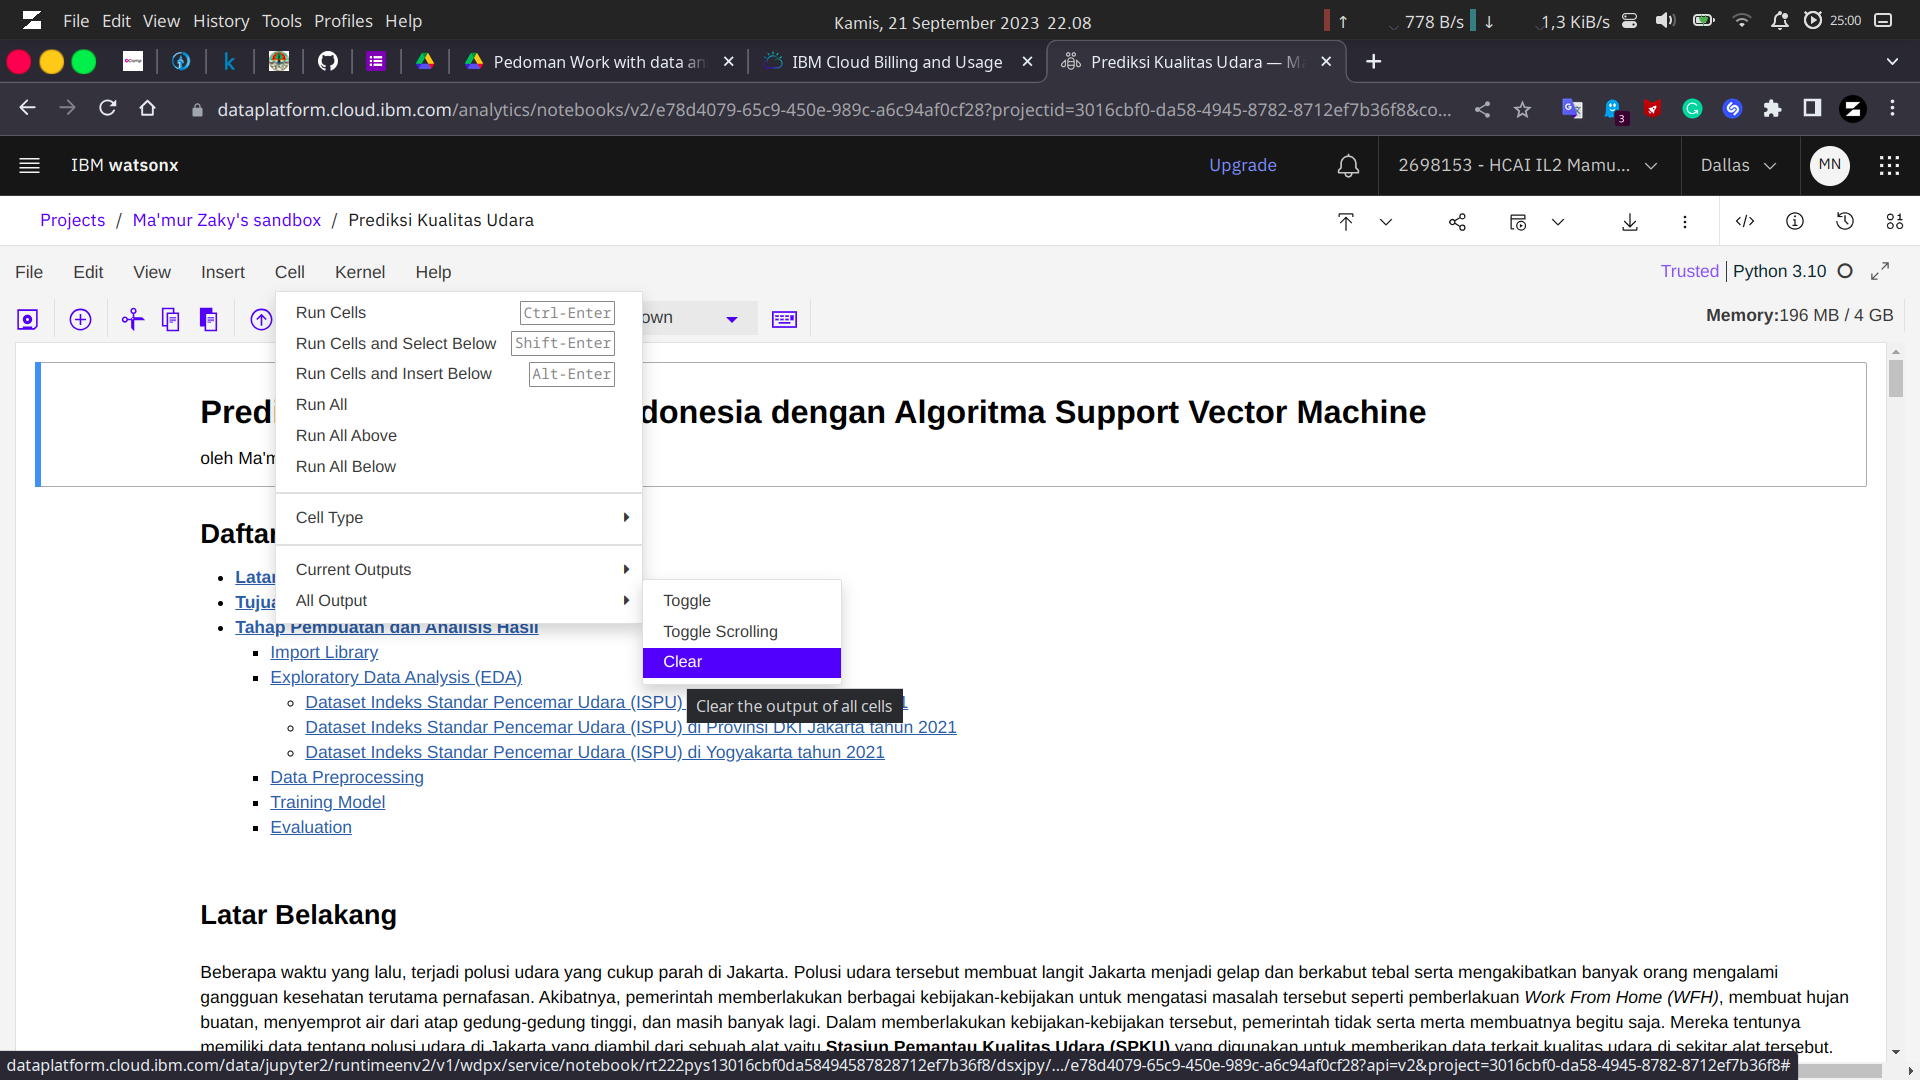 File Edit View History Tools Profiles Help
Kamis, 21 September 2023 22.08
778 B/s
1,3 KiB/s
25:00
Pedoman Work with data an
IBM Cloud Billing and Usage
Prediksi Kualitas Udara — Ma
dataplatform.cloud.ibm.com/analytics/notebooks/v2/e78d4079-65c9-450e-989c-a6c94af0cf28?projectid=3016cbf0-da58-4945-8782-8712ef7b36f8&co...
3
IBM watsonx
Upgrade
2698153 - HCAI IL2 Mamu...
Dallas
MN
Projects / Ma'mur Zaky's sandbox / Prediksi Kualitas Udara
File Edit View Insert Cell Kernel Help
Trusted Python 3.10
Memory:196 MB / 4 GB
own
Run Cells Ctrl-Enter
Run Cells and Select Below Shift-Enter
Run Cells and Insert Below Alt-Enter
Run All
Run All Above
Run All Below
Cell Type
Current Outputs
All Output
Toggle
Toggle Scrolling
Clear
Clear the output of all cells
Predi donesia dengan Algoritma Support Vector Machine
oleh Ma'm
Daftar
Latar
Tujua
Tahap Pembuatan dan Analisis Hasil
Import Library
Exploratory Data Analysis (EDA)
Dataset Indeks Standar Pencemar Udara (ISPU)
Dataset Indeks Standar Pencemar Udara (ISPU) di Provinsi DKI Jakarta tahun 2021
Dataset Indeks Standar Pencemar Udara (ISPU) di Yogyakarta tahun 2021
Data Preprocessing
Training Model
Evaluation
Latar Belakang
Beberapa waktu yang lalu, terjadi polusi udara yang cukup parah di Jakarta. Polusi udara tersebut membuat langit Jakarta menjadi gelap dan berkabut tebal serta mengakibatkan banyak orang mengalami
gangguan kesehatan terutama pernafasan. Akibatnya, pemerintah memberlakukan berbagai kebijakan-kebijakan untuk mengatasi masalah tersebut seperti pemberlakuan Work From Home (WFH), membuat hujan
buatan, menyemprot air dari atap gedung-gedung tinggi, dan masih banyak lagi. Dalam memberlakukan kebijakan-kebijakan tersebut, pemerintah tidak serta merta membuatnya begitu saja. Mereka tentunya
memiliki data tentang polusi udara di Jakarta yang diambil dari sebuah alat yaitu Stasiun Pemantau Kualitas Udara (SPKU) yang digunakan untuk memberikan data terkait kualitas udara di sekitar alat tersebut.
dataplatform.cloud.ibm.com/data/jupyter2/runtimeenv2/v1/wdpx/service/notebook/rt222pys13016cbf0da58494587828712ef7b36f8/dsxjpy/.../e78d4079-65c9-450e-989c-a6c94af0cf28?api=v2&project=3016cbf0-da58-4945-8782-8712ef7b36f8#